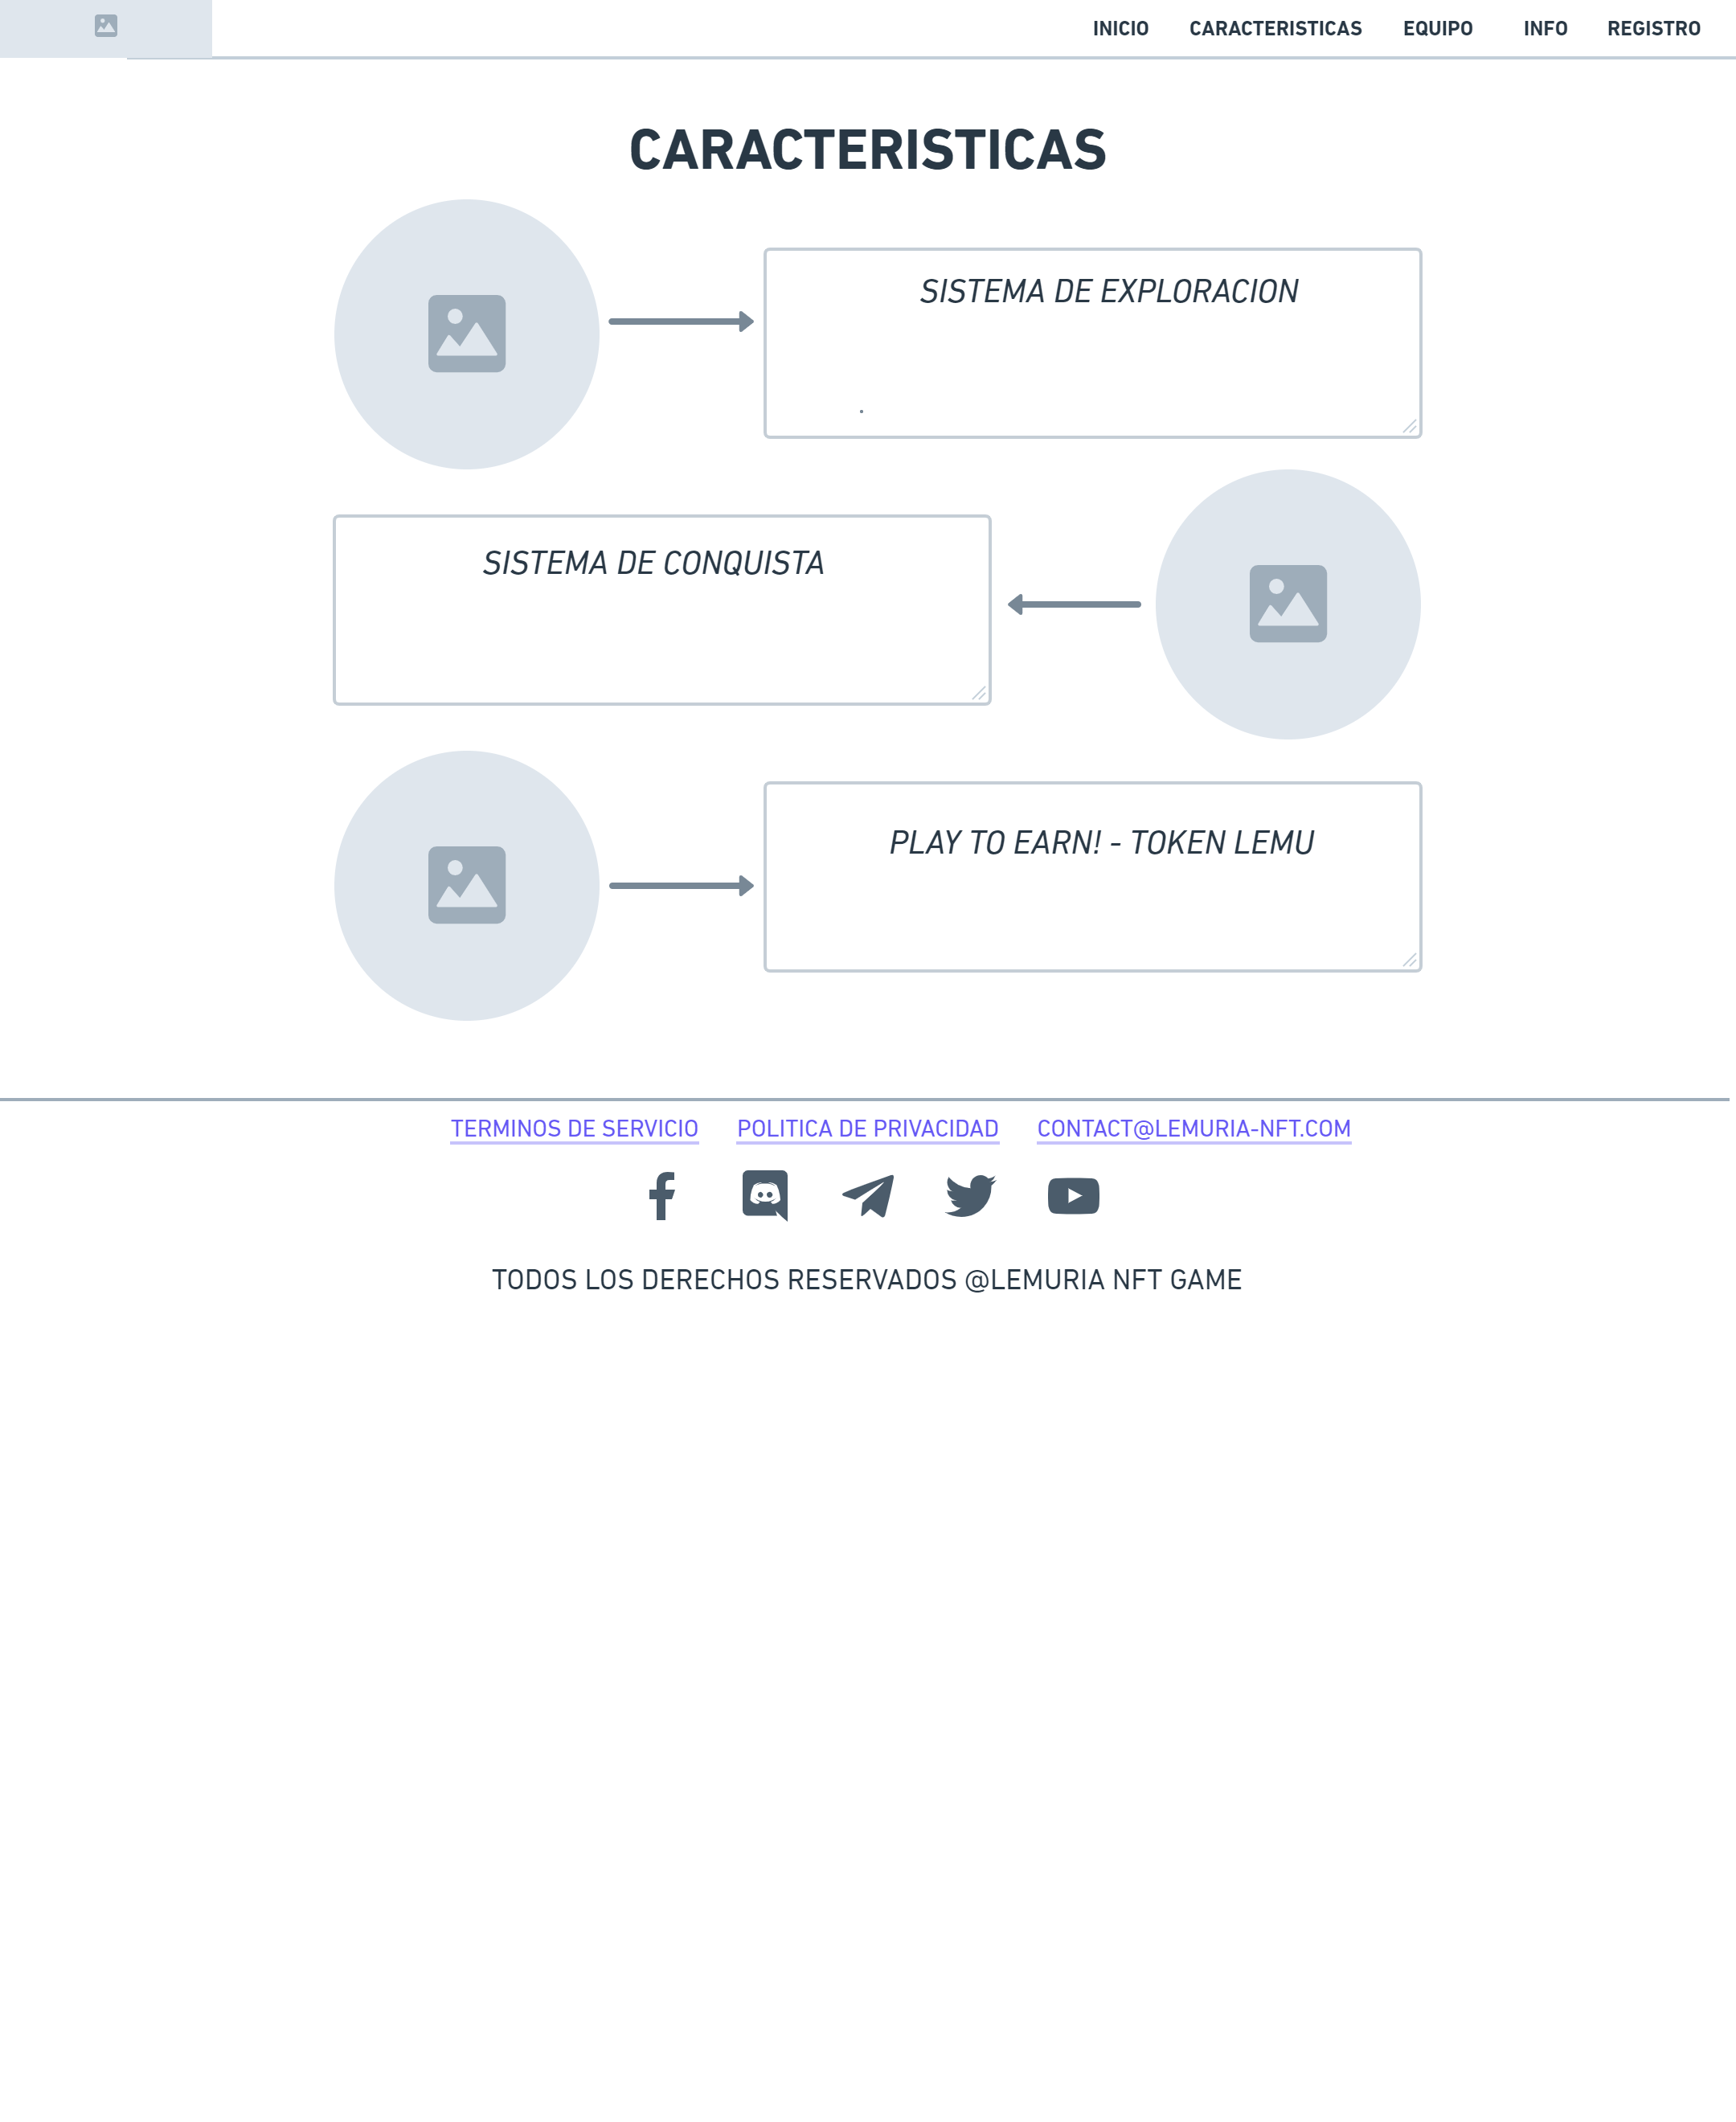 INICIO CARACTERISTICAS EQUIPO INFO REGISTRO
CARACTERISTICAS
SISTEMA DE EXPLORACION
.
SISTEMA DE CONQUISTA
PLAY TO EARN! - TOKEN LEMU
TERMINOS DE SERVICIO POLITICA DE PRIVACIDAD CONTACT@LEMURIA-NFT.COM
TODOS LOS DERECHOS RESERVADOS @LEMURIA NFT GAME